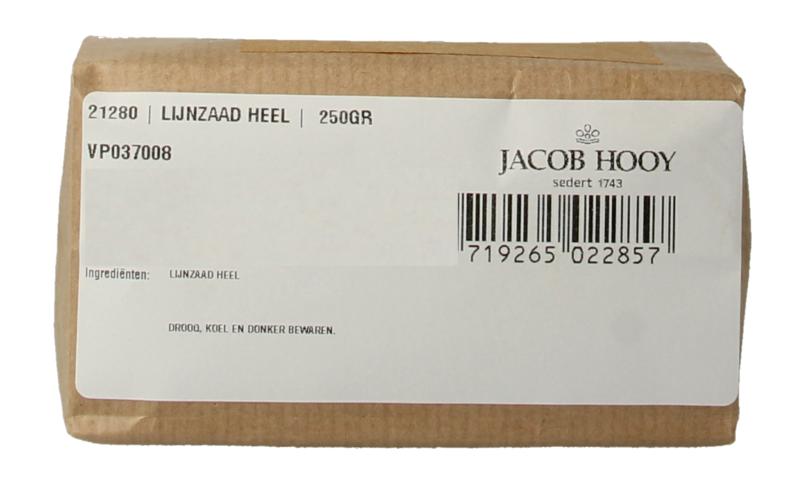 21280 | LIJNZAAD HEEL | 250GR
VP037008
JACOB HOOY
sedert 1743
719265 022857
Ingrediënten: LIJNZAAD HEEL
DROOG, KOEL EN DONKER BEWAREN.